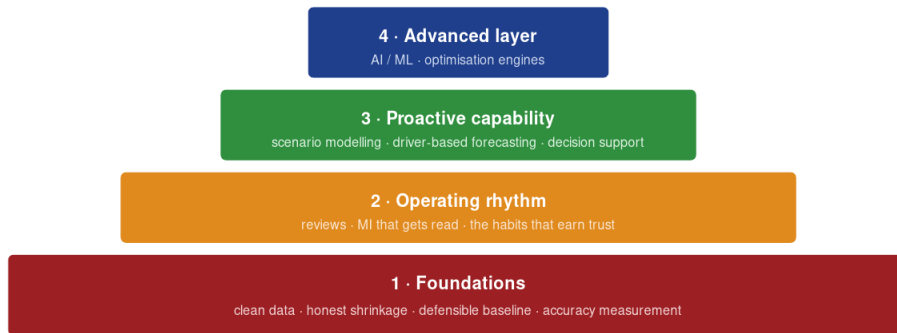 4 · Advanced layer
AI / ML · optimisation engines
3 · Proactive capability
scenario modelling · driver-based forecasting · decision support
2 · Operating rhythm
reviews · MI that gets read · the habits that earn trust
1 · Foundations
clean data · honest shrinkage · defensible baseline · accuracy measurement